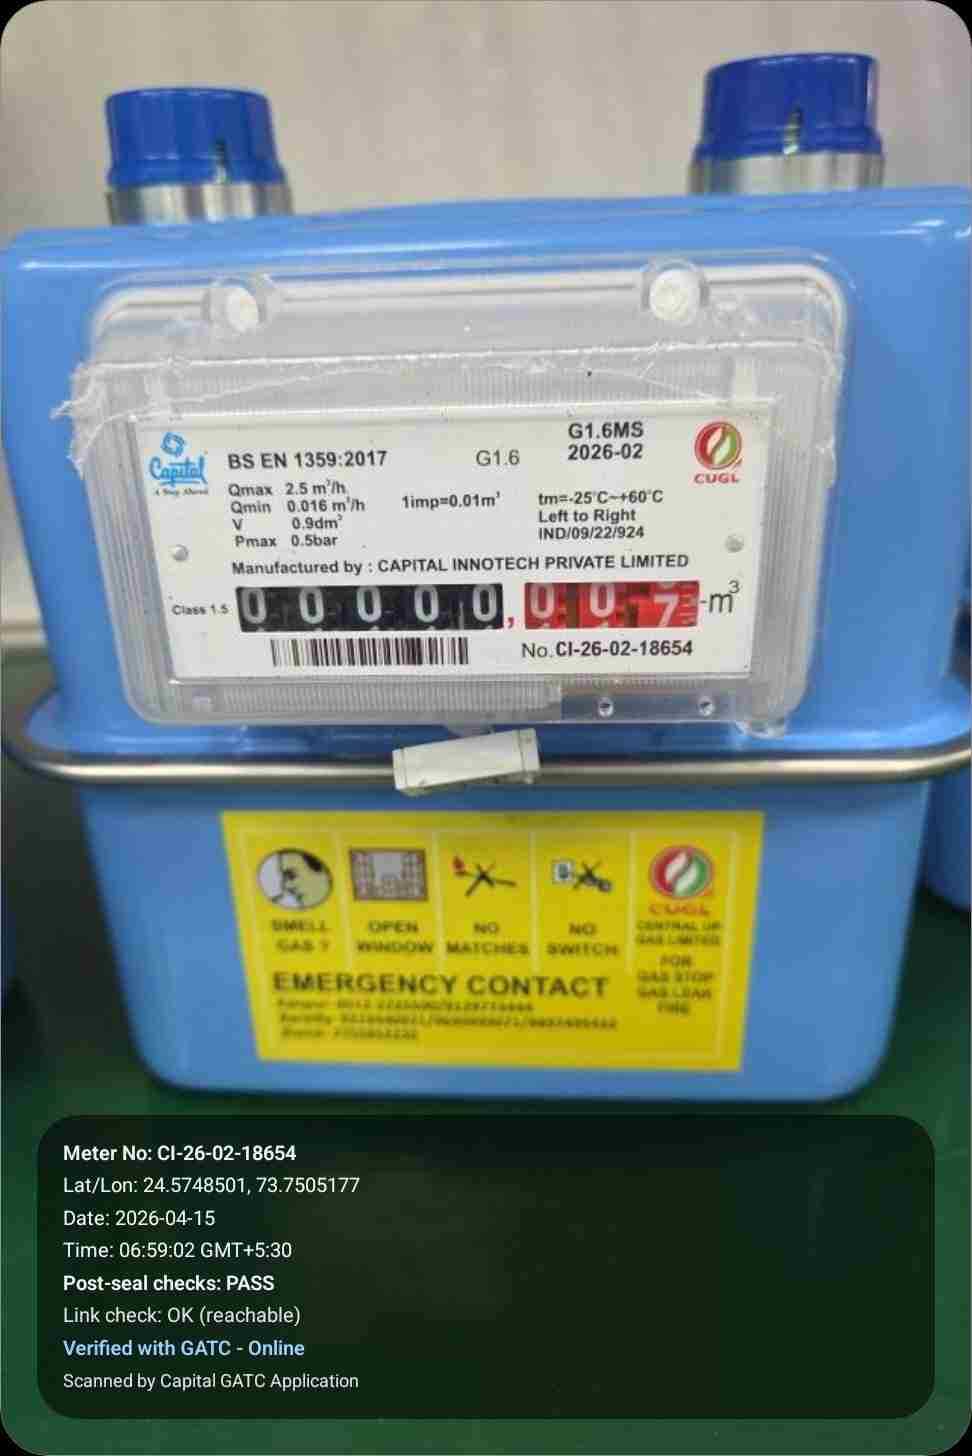 G1.6MS
BS EN 1359:2017 G1.6 2026-02
Capital
A Step Ahead
CUGL
Qmax 2.5 m³/h
Qmin 0.016 m³/h
V 0.9dm³
Pmax 0.5bar
1imp=0.01m³
tm=-25°C~+60°C
Left to Right
IND/09/22/924
Manufactured by : CAPITAL INNOTECH PRIVATE LIMITED
Class 1.5 0 0 0 0 0 , 0 0 7 -m³
No.CI-26-02-18654
SMELL GAS ?
OPEN WINDOW
NO MATCHES
NO SWITCH
CUGL
CENTRAL UP
GAS LIMITED
FOR
GAS STOP
GAS LEAK
FIRE
EMERGENCY CONTACT
Meter No: CI-26-02-18654
Lat/Lon: 24.5748501, 73.7505177
Date: 2026-04-15
Time: 06:59:02 GMT+5:30
Post-seal checks: PASS
Link check: OK (reachable)
Verified with GATC - Online
Scanned by Capital GATC Application